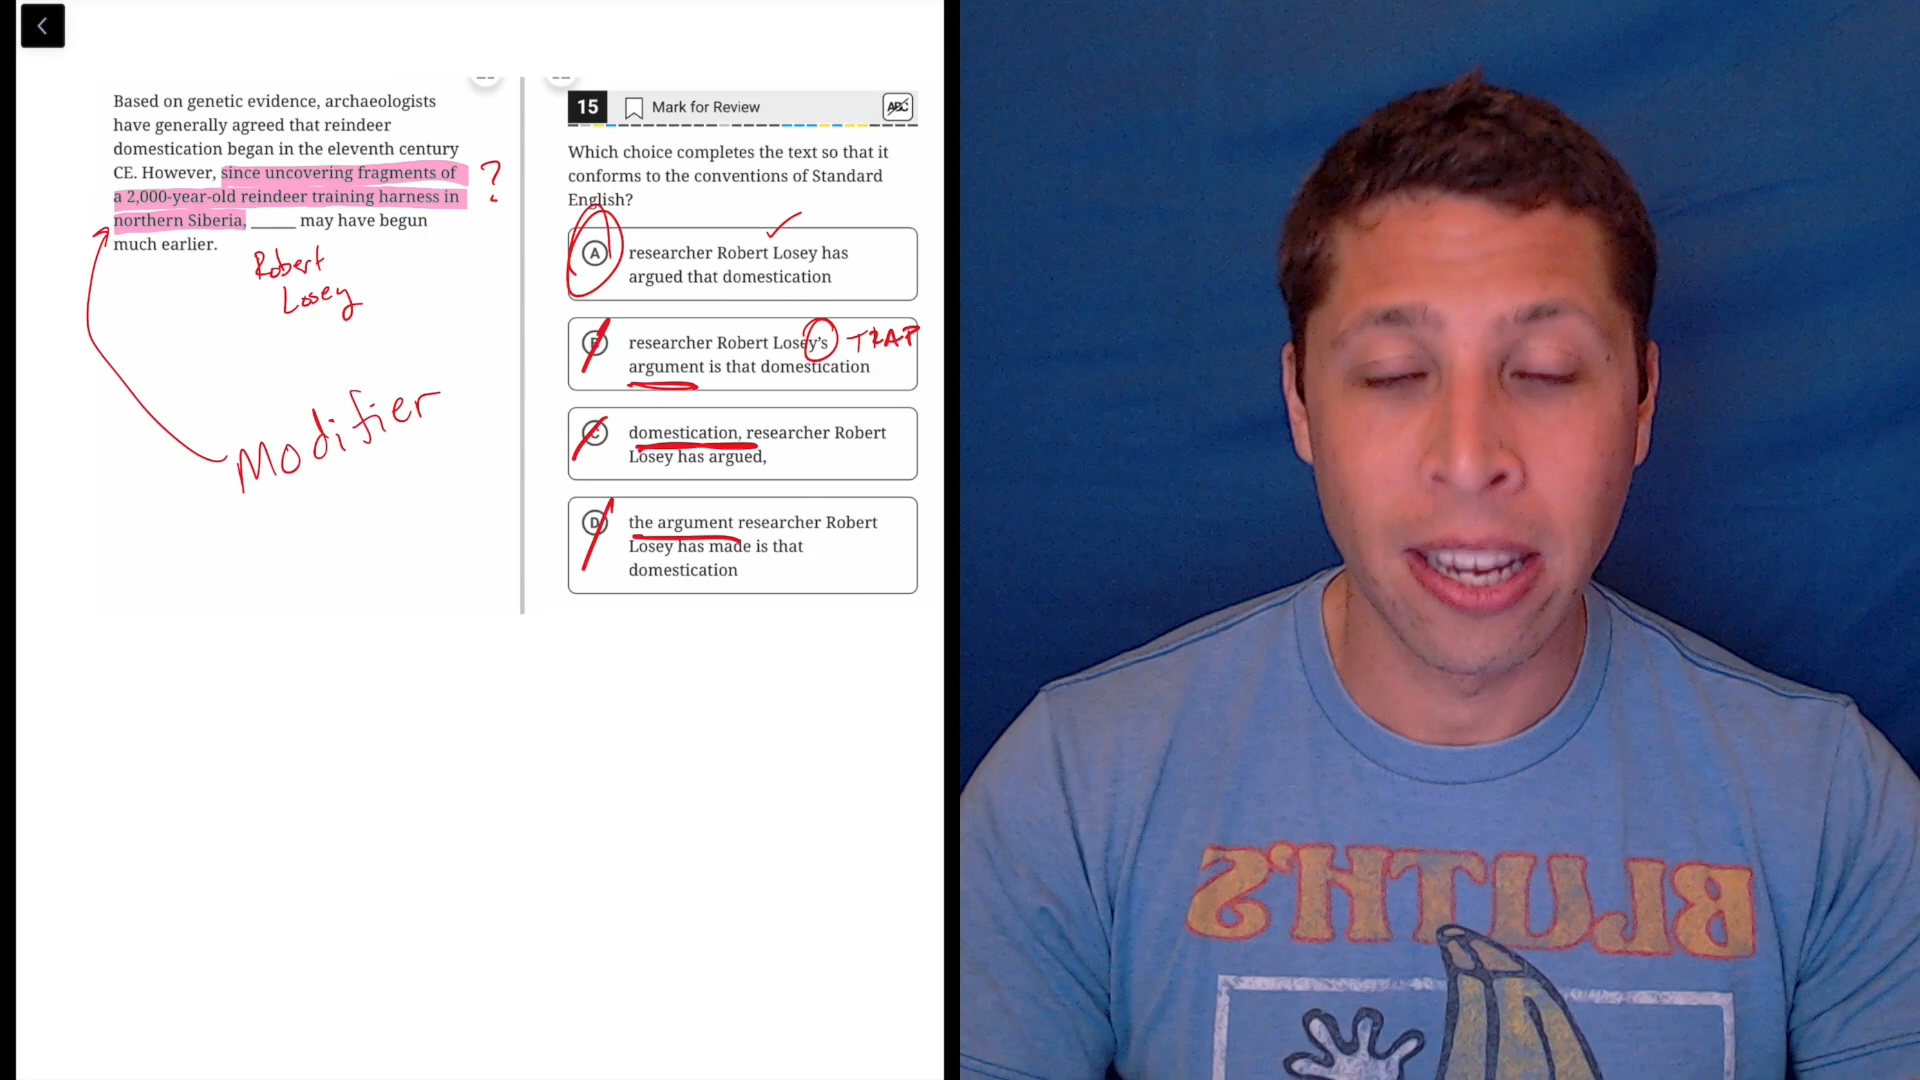 Based on genetic evidence, archaeologists
have generally agreed that reindeer
domestication began in the eleventh century
CE. However, since uncovering fragments of
a 2,000-year-old reindeer training harness in
northern Siberia, ______ may have begun
much earlier.
?
Robert
Losey
Modifier
15 Mark for Review ABC
Which choice completes the text so that it
conforms to the conventions of Standard
English?
A researcher Robert Losey has
argued that domestication
B researcher Robert Losey's
argument is that domestication
TRAP
C domestication, researcher Robert
Losey has argued,
D the argument researcher Robert
Losey has made is that
domestication
BLUTH'S